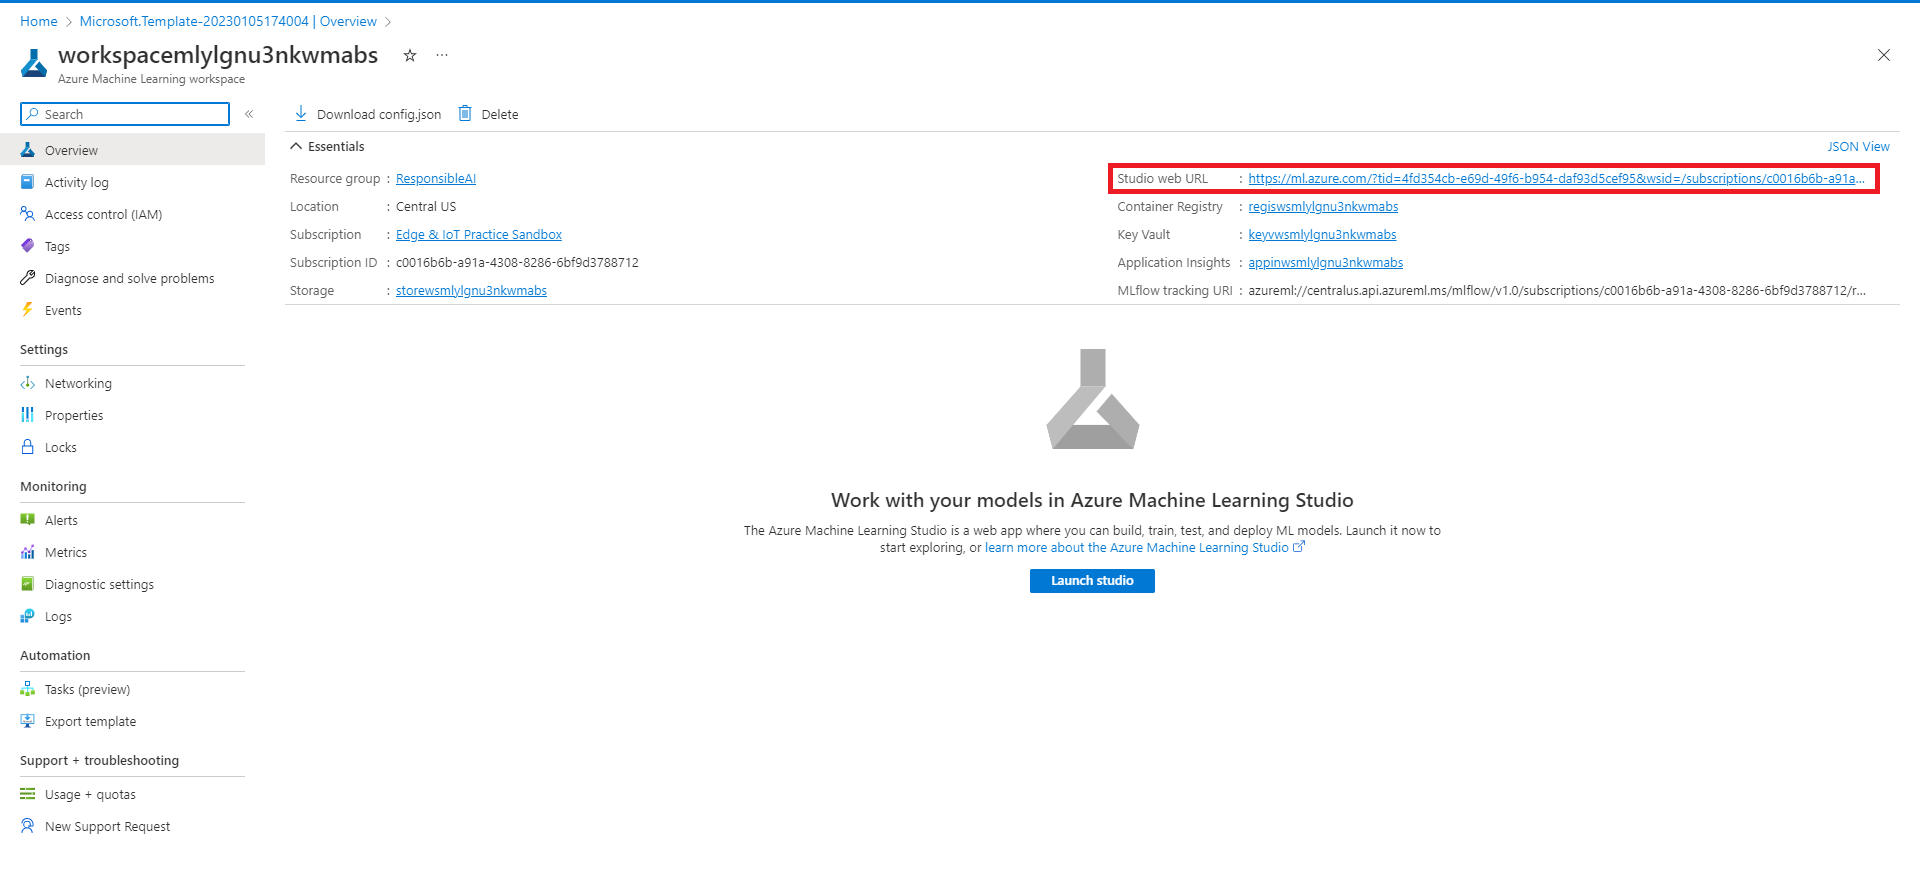 Home > Microsoft.Template-20230105174004 | Overview >
workspacemlylgnu3nkwmabs
Azure Machine Learning workspace
Search
Download config.json
Delete
Overview
Activity log
Access control (IAM)
Tags
Diagnose and solve problems
Events
Settings
Networking
Properties
Locks
Monitoring
Alerts
Metrics
Diagnostic settings
Logs
Automation
Tasks (preview)
Export template
Support + troubleshooting
Usage + quotas
New Support Request
Essentials
JSON View
Resource group : ResponsibleAI
Location : Central US
Subscription : Edge & IoT Practice Sandbox
Subscription ID : c0016b6b-a91a-4308-8286-6bf9d3788712
Storage : storewsmlylgnu3nkwmabs
Studio web URL : https://ml.azure.com/?tid=4fd354cb-e69d-49f6-b954-daf93d5cef95&wsid=/subscriptions/c0016b6b-a91a...
Container Registry : regiswsmlylgnu3nkwmabs
Key Vault : keyvwsmlylgnu3nkwmabs
Application Insights : appinwsmlylgnu3nkwmabs
MLflow tracking URI : azureml://centralus.api.azureml.ms/mlflow/v1.0/subscriptions/c0016b6b-a91a-4308-8286-6bf9d3788712/r...
Work with your models in Azure Machine Learning Studio
The Azure Machine Learning Studio is a web app where you can build, train, test, and deploy ML models. Launch it now to
start exploring, or learn more about the Azure Machine Learning Studio
Launch studio